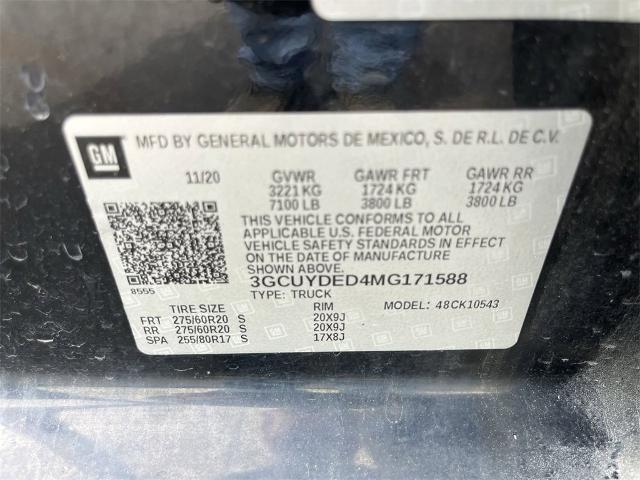 GM
MFD BY GENERAL MOTORS DE MEXICO, S. DE R.L. DE C.V.
11/20 GVWR GAWR FRT GAWR RR
3221 KG 1724 KG 1724 KG
7100 LB 3800 LB 3800 LB
THIS VEHICLE CONFORMS TO ALL
APPLICABLE U.S. FEDERAL MOTOR
VEHICLE SAFETY STANDARDS IN EFFECT
ON THE DATE OF MANUFACTURE
SHOWN ABOVE.
8555 3GCUYDED4MG171588
TYPE: TRUCK MODEL: 48CK10543
TIRE SIZE RIM
FRT 275/60R20 S 20X9J
RR 275/60R20 S 20X9J
SPA 255/80R17 S 17X8J